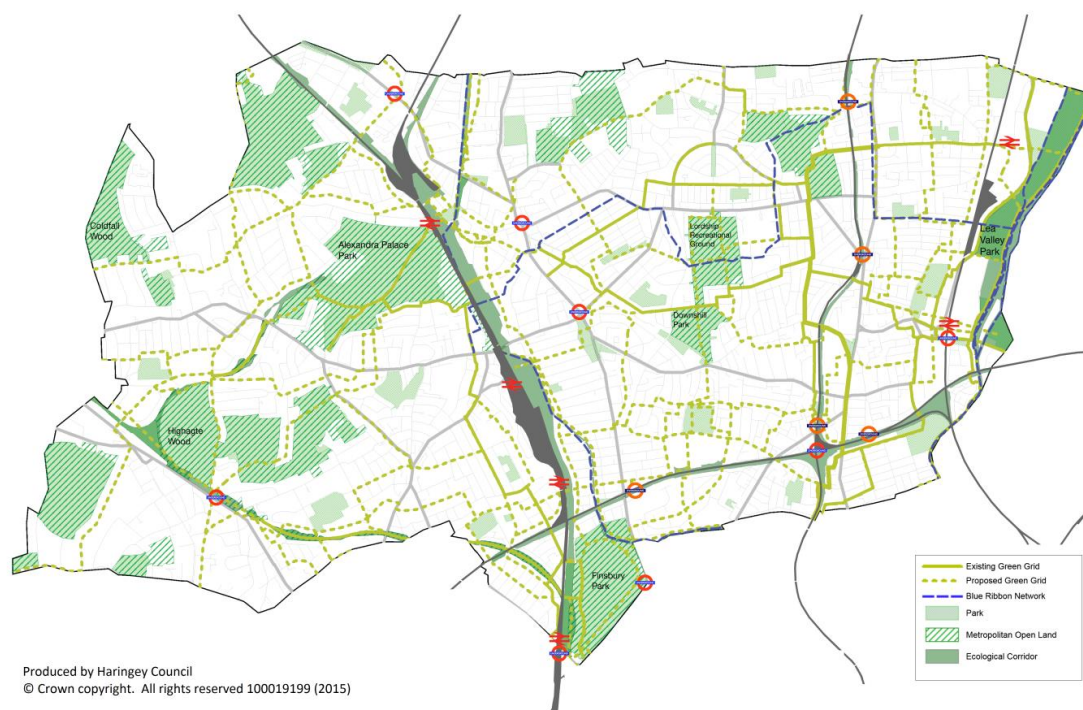 Coldfall
Wood
Alexandra Palace
Park
Lordship
Recreational
Ground
Lea
Valley
Park
Downshill
Park
Highagte
Wood
Finsbury
Park
Existing Green Grid
Proposed Green Grid
Blue Ribbon Network
Park
Metropolitan Open Land
Ecological Corridor
Produced by Haringey Council
© Crown copyright.  All rights reserved 100019199 (2015)